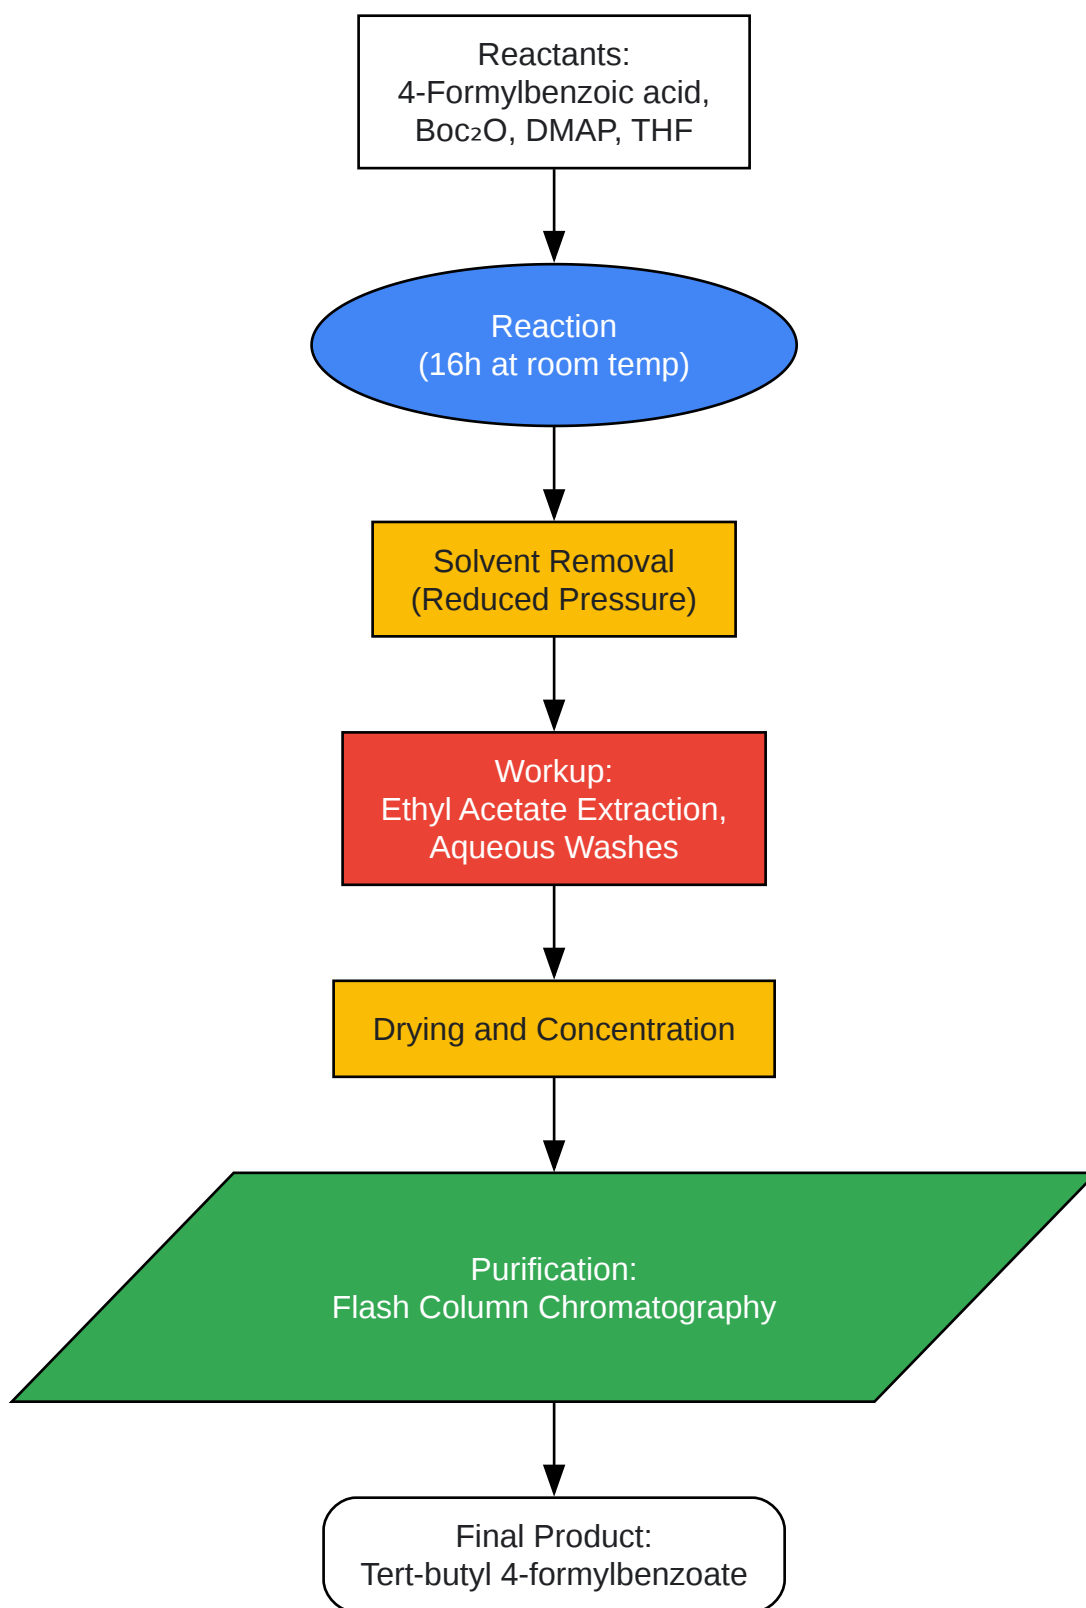 Reactants:
4-Formylbenzoic acid,
Boc₂O, DMAP, THF
Reaction
(16h at room temp)
Solvent Removal
(Reduced Pressure)
Workup:
Ethyl Acetate Extraction,
Aqueous Washes
Drying and Concentration
Purification:
Flash Column Chromatography
Final Product:
Tert-butyl 4-formylbenzoate